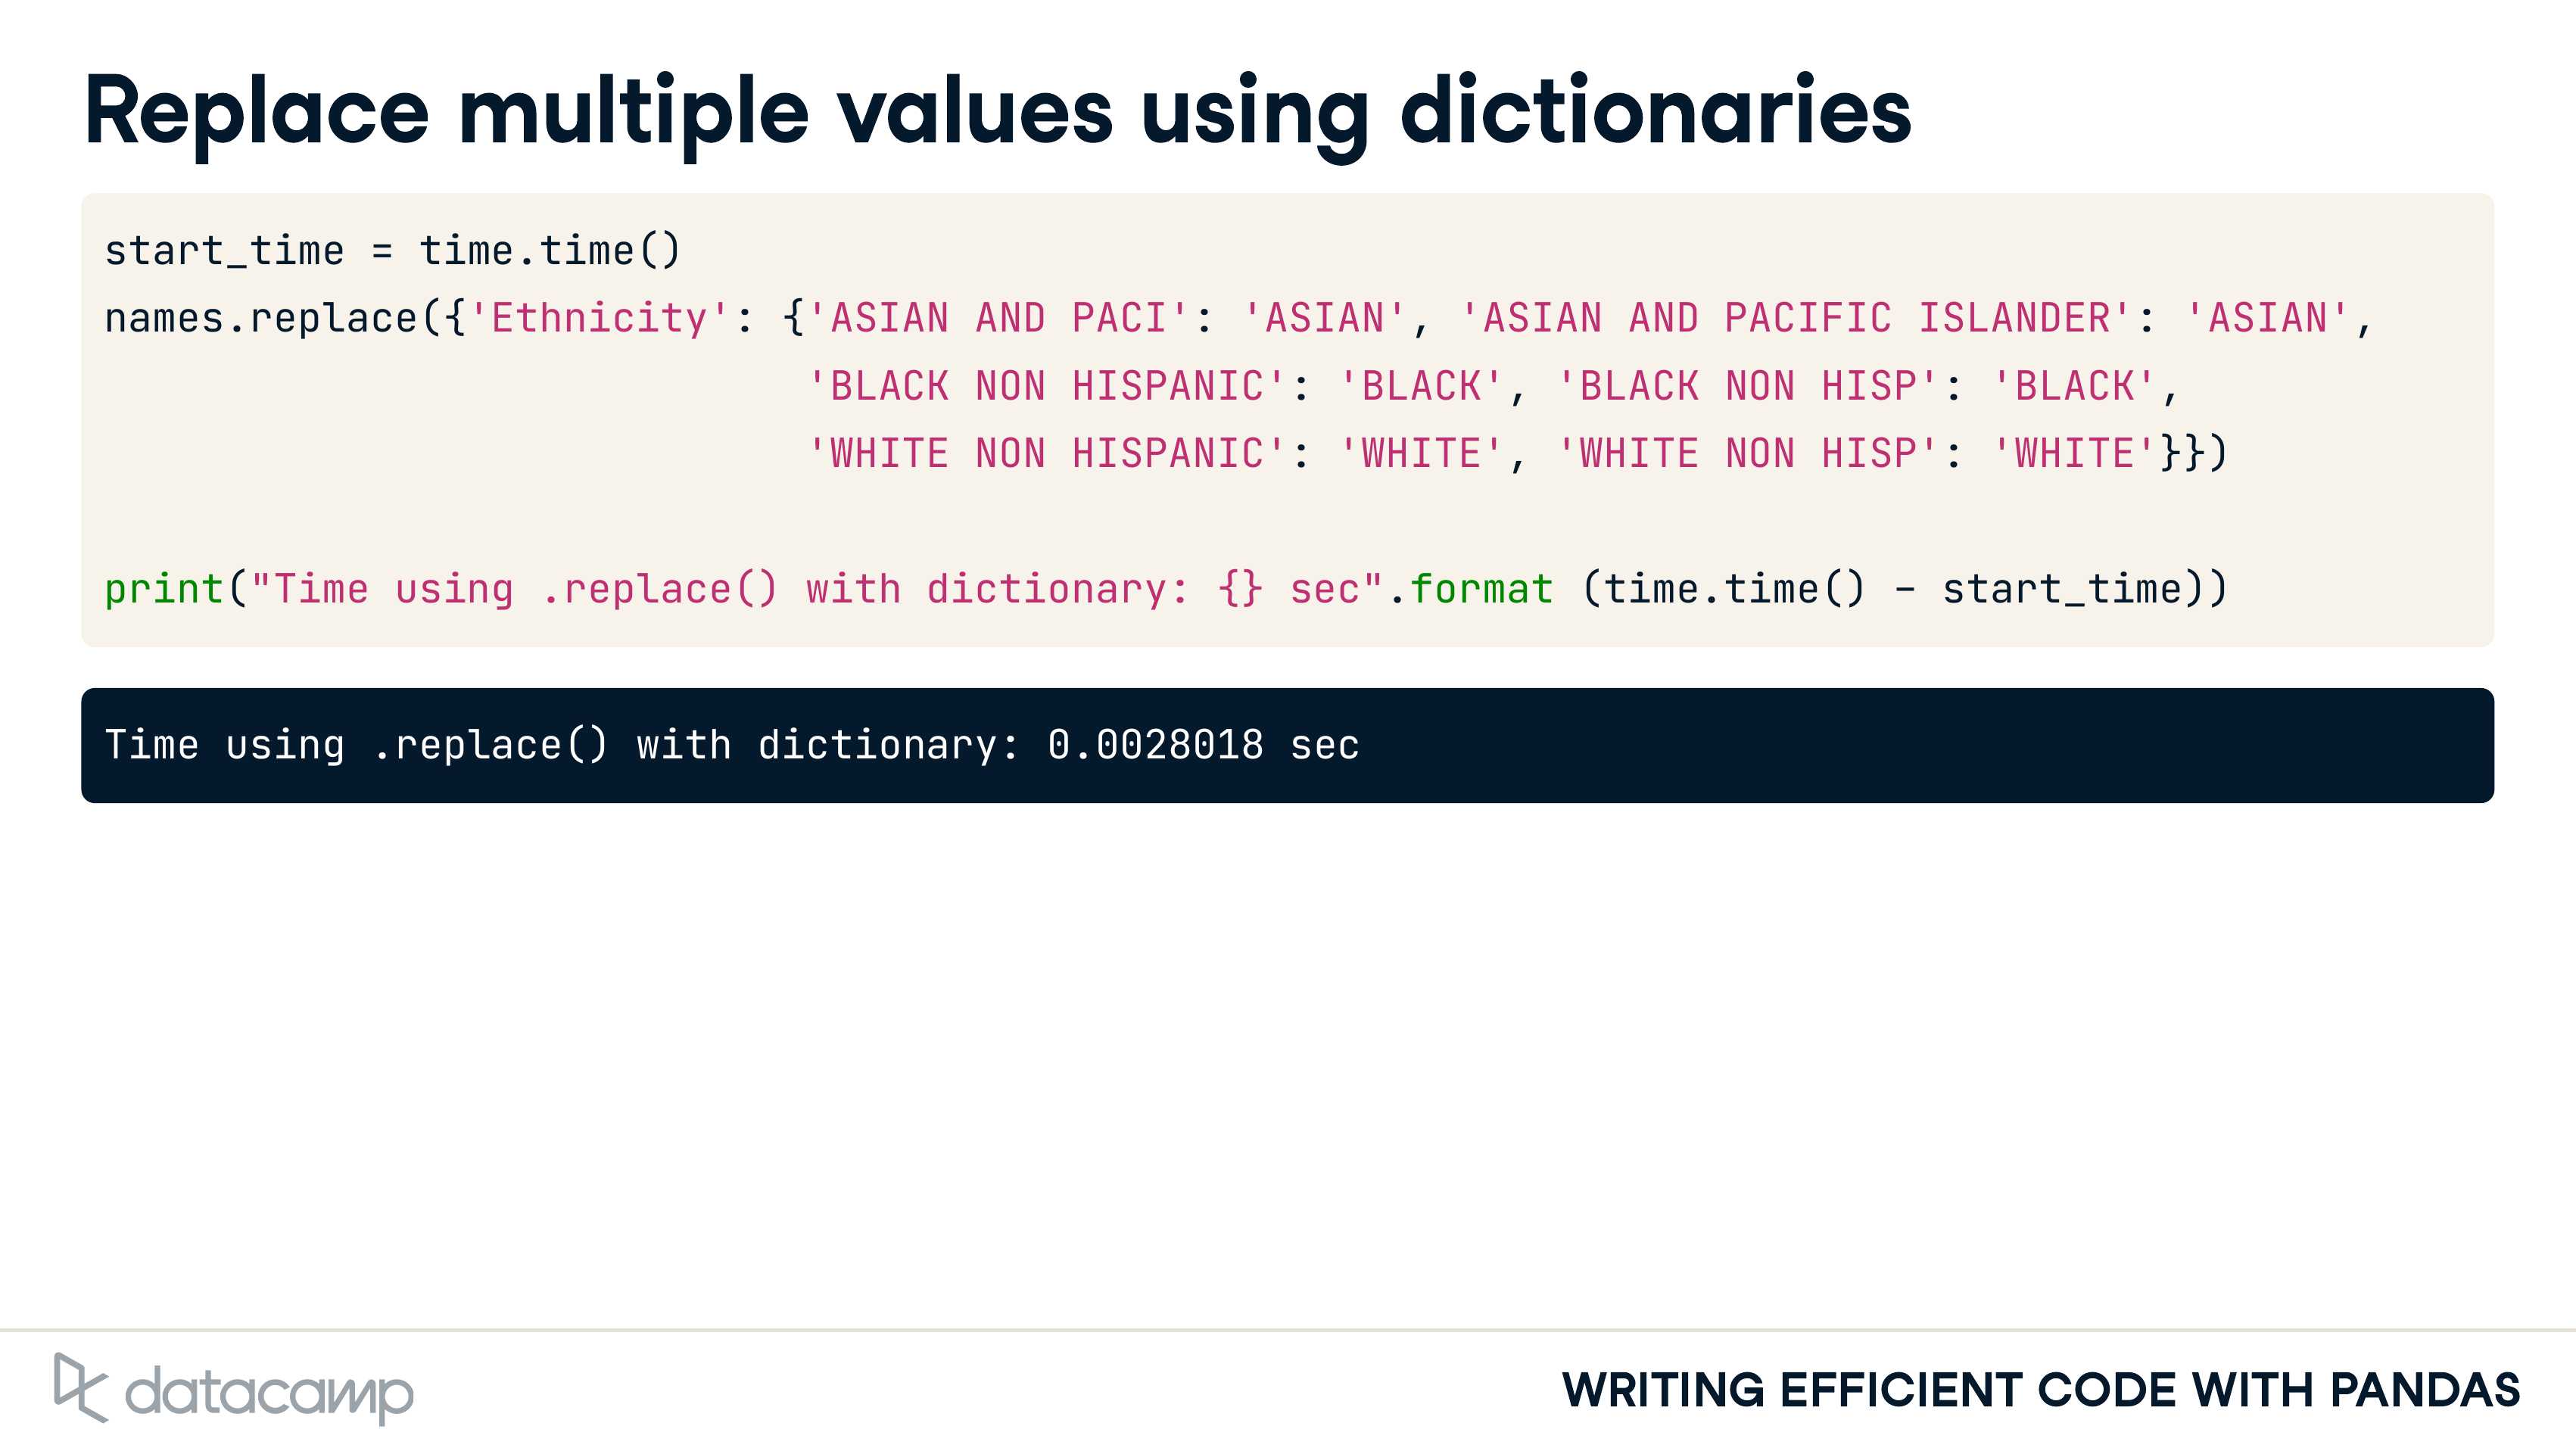 Replace multiple values using dictionaries
start_time = time.time()
names.replace({'Ethnicity': {'ASIAN AND PACI': 'ASIAN', 'ASIAN AND PACIFIC ISLANDER': 'ASIAN',
'BLACK NON HISPANIC': 'BLACK', 'BLACK NON HISP': 'BLACK',
'WHITE NON HISPANIC': 'WHITE', 'WHITE NON HISP': 'WHITE'}})
print("Time using .replace() with dictionary: {} sec".format (time.time() - start_time))
Time using .replace() with dictionary: 0.0028018 sec
datacamp
WRITING EFFICIENT CODE WITH PANDAS